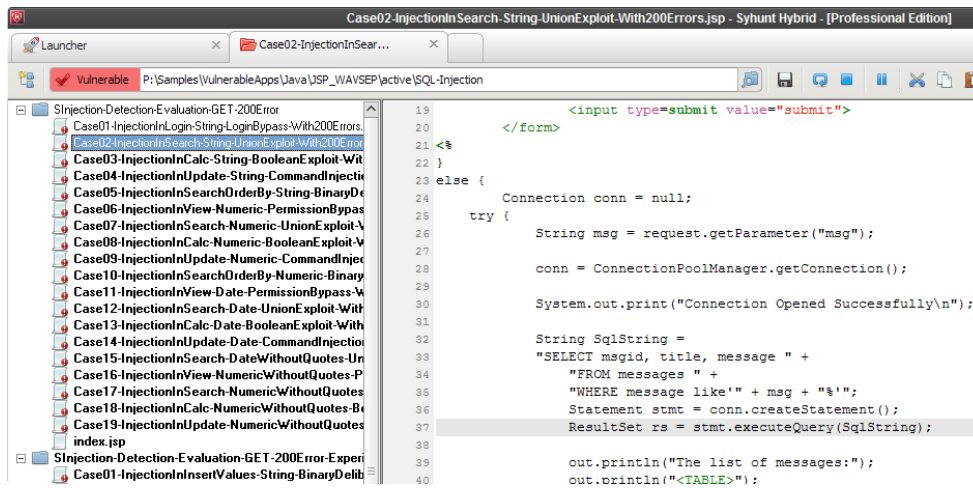 Case02-InjectionInSearch-String-UnionExploit-With200Errors.jsp - Syhunt Hybrid - [Professional Edition]
Launcher
Case02-InjectionInSear...
Vulnerable
P:\Samples\VulnerableApps\Java\JSP_WAVSEP\active\SQL-Injection
SInjection-Detection-Evaluation-GET-200Error
Case01-InjectionInLogin-String-LoginBypass-With200Errors.
Case02-InjectionInSearch-String-UnionExploit-With200Error
Case03-InjectionInCalc-String-BooleanExploit-Wit
Case04-InjectionInUpdate-String-CommandInjecti
Case05-InjectionInSearchOrderBy-String-BinaryDe
Case06-InjectionInView-Numeric-PermissionBypas
Case07-InjectionInSearch-Numeric-UnionExploit-W
Case08-InjectionInCalc-Numeric-BooleanExploit-W
Case09-InjectionInUpdate-Numeric-CommandInjec
Case10-InjectionInSearchOrderBy-Numeric-Binary
Case11-InjectionInView-Date-PermissionBypass-W
Case12-InjectionInSearch-Date-UnionExploit-With
Case13-InjectionInCalc-Date-BooleanExploit-With
Case14-InjectionInUpdate-Date-CommandInjection
Case15-InjectionInSearch-DateWithoutQuotes-Un
Case16-InjectionInView-NumericWithoutQuotes-P
Case17-InjectionInSearch-NumericWithoutQuotes
Case18-InjectionInCalc-NumericWithoutQuotes-Bo
Case19-InjectionInUpdate-NumericWithoutQuotes
index.jsp
SInjection-Detection-Evaluation-GET-200Error-Experi
Case01-InjectionInInsertValues-String-BinaryDelib
19 <input type=submit value="submit">
20 </form>
21 <%
22 }
23 else {
24 Connection conn = null;
25 try {
26 String msg = request.getParameter("msg");
27
28 conn = ConnectionPoolManager.getConnection();
29
30 System.out.print("Connection Opened Successfully\n");
31
32 String SqlString =
33 "SELECT msgid, title, message " +
34 "FROM messages " +
35 "WHERE message like'" + msg + "%'";
36 Statement stmt = conn.createStatement();
37 ResultSet rs = stmt.executeQuery(SqlString);
38
39 out.println("The list of messages:");
40 out.println("<TABLE>");